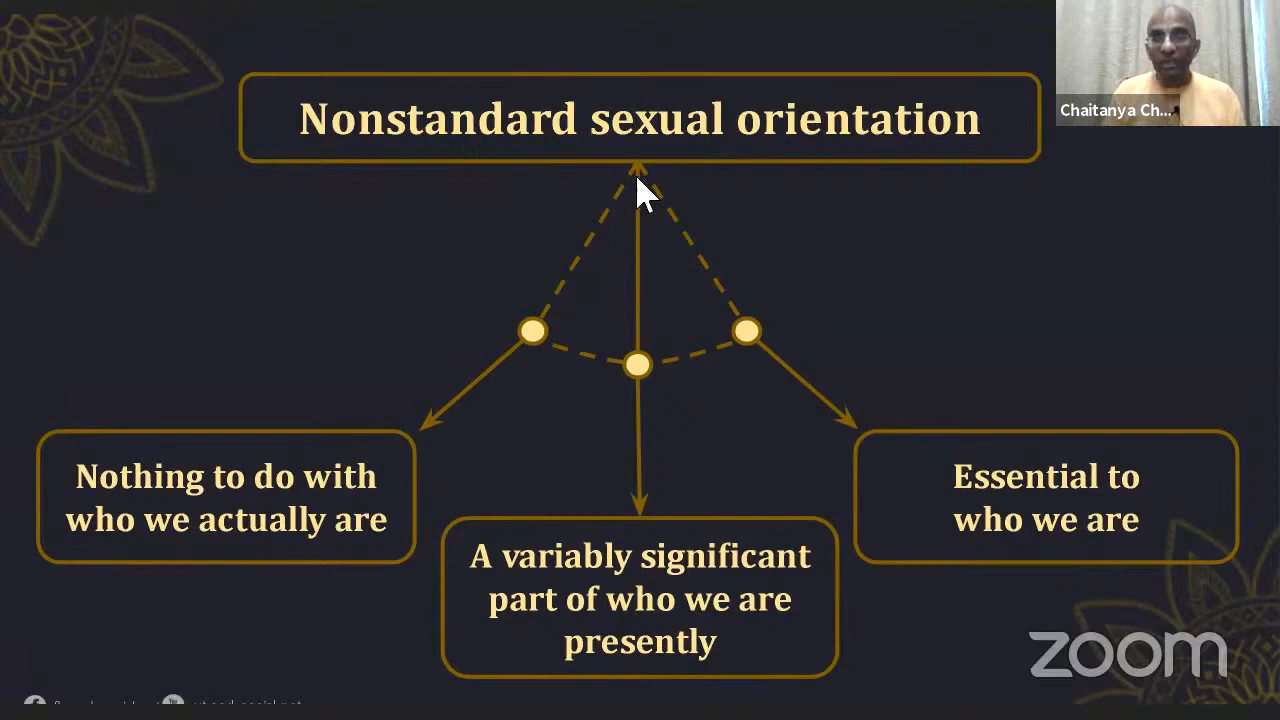 Nonstandard sexual orientation
Chaitanya Ch...
Nothing to do with
who we actually are
A variably significant
part of who we are
presently
Essential to
who we are
zoom